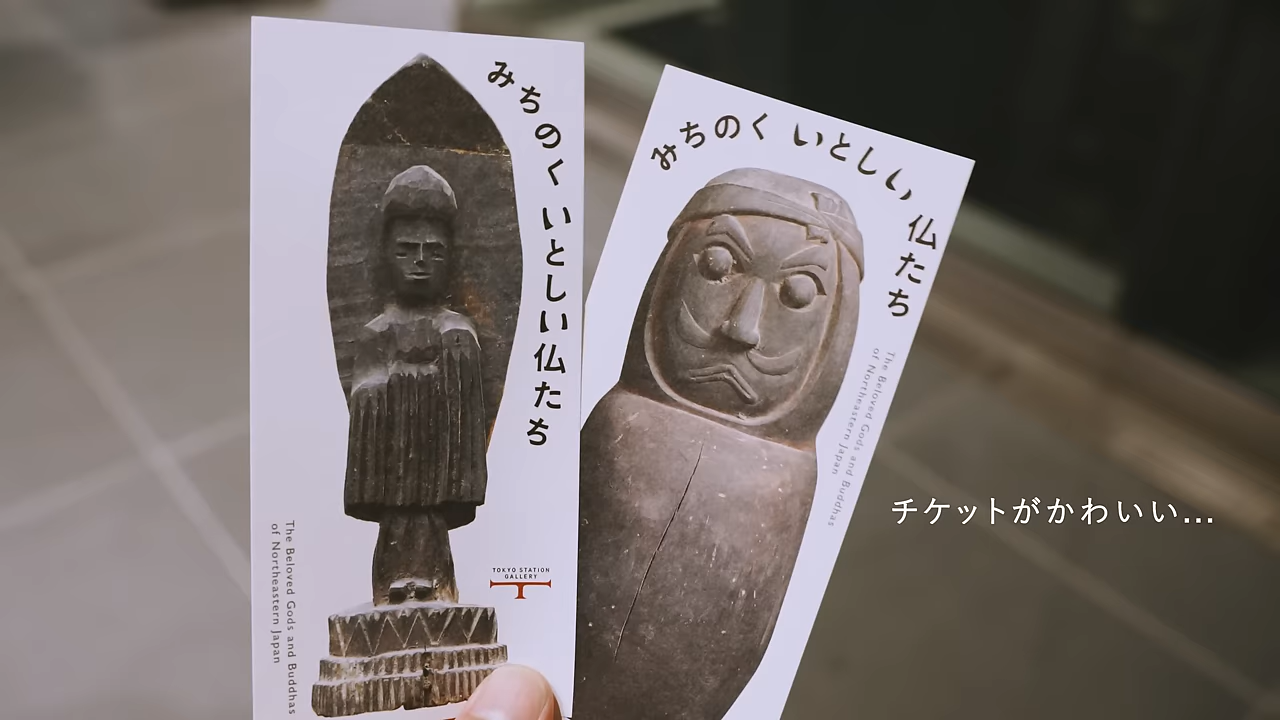 みちのく いとしい仏たち
The Beloved Gods and Buddhas
of Northeastern Japan
TOKYO STATION
GALLERY
みちのく いとしい 仏たち
The Beloved Gods and Buddhas
of Northeastern Japan
チケットがかわいい...